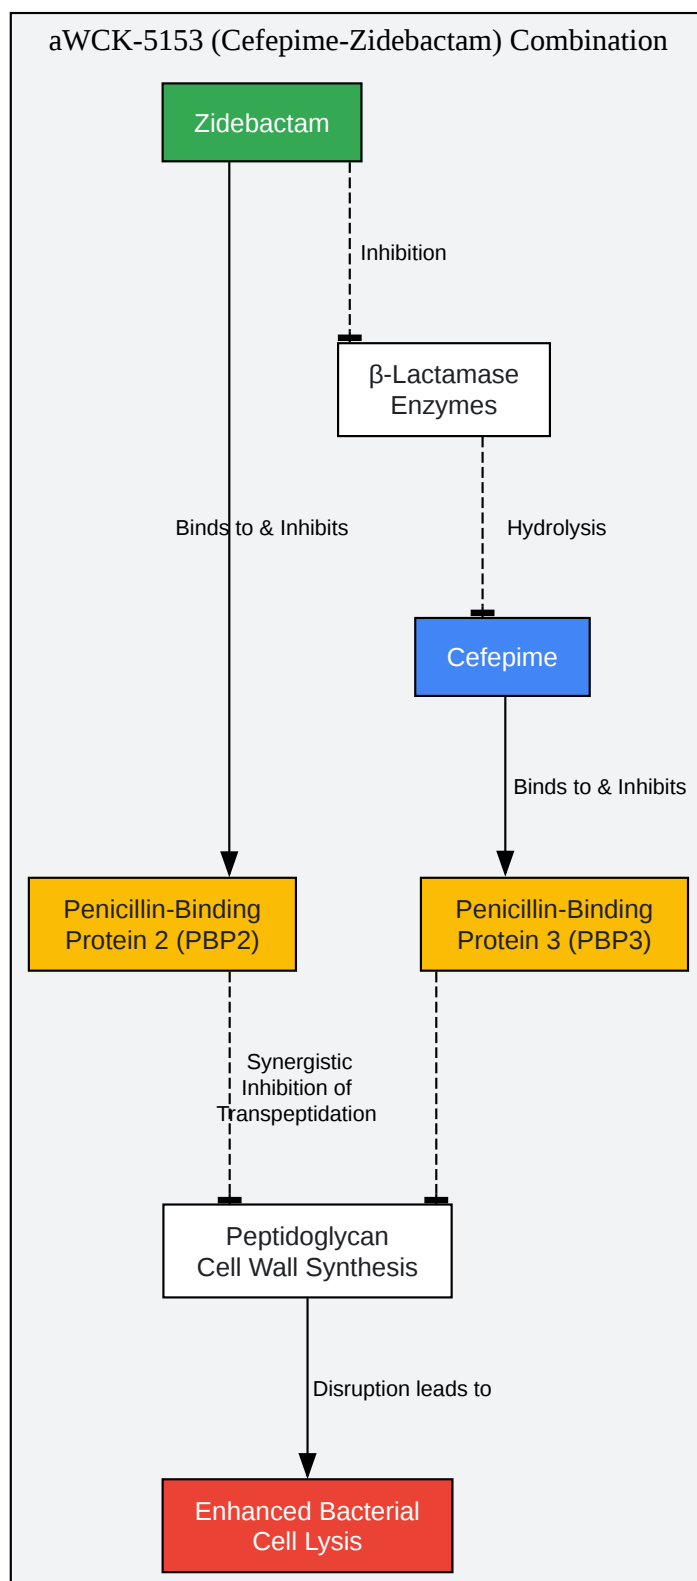 aWCK-5153 (Cefepime-Zidebactam) Combination
Zidebactam
Inhibition
β-Lactamase
Enzymes
Binds to & Inhibits
Hydrolysis
Cefepime
Binds to & Inhibits
Penicillin-Binding
Protein 2 (PBP2)
Penicillin-Binding
Protein 3 (PBP3)
Synergistic
Inhibition of
Transpeptidation
Peptidoglycan
Cell Wall Synthesis
Disruption leads to
Enhanced Bacterial
Cell Lysis